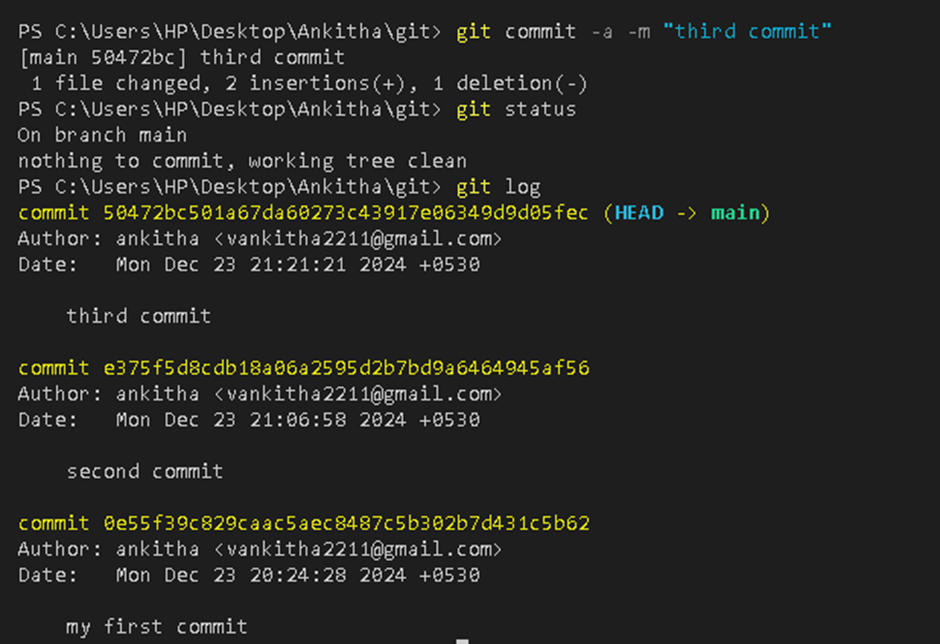 PS C:\Users\HP\Desktop\Ankitha\git> git commit -a -m "third commit"
[main 50472bc] third commit
 1 file changed, 2 insertions(+), 1 deletion(-)
PS C:\Users\HP\Desktop\Ankitha\git> git status
On branch main
nothing to commit, working tree clean
PS C:\Users\HP\Desktop\Ankitha\git> git log
commit 50472bc501a67da60273c43917e06349d9d05fec (HEAD -> main)
Author: ankitha <vankitha2211@gmail.com>
Date:   Mon Dec 23 21:21:21 2024 +0530
    third commit
commit e375f5d8cdb18a06a2595d2b7bd9a6464945af56
Author: ankitha <vankitha2211@gmail.com>
Date:   Mon Dec 23 21:06:58 2024 +0530
    second commit
commit 0e55f39c829caac5aec8487c5b302b7d431c5b62
Author: ankitha <vankitha2211@gmail.com>
Date:   Mon Dec 23 20:24:28 2024 +0530
    my first commit